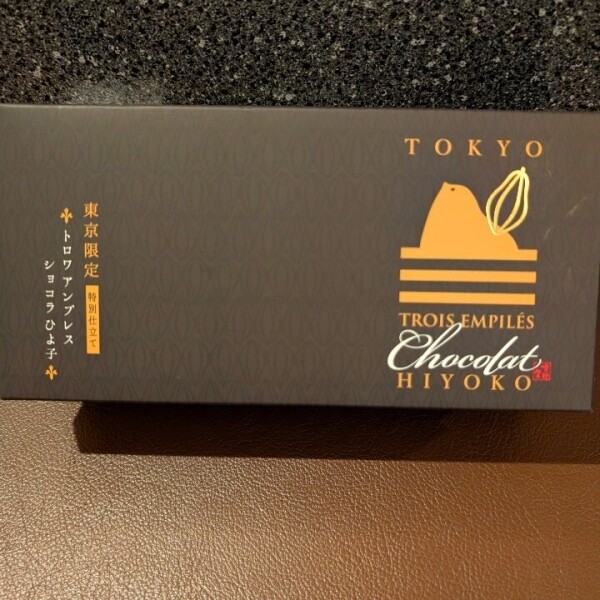 TOKYO
TROIS EMPILÉS
Chocolat
HIYOKO
東京限定 特別仕立て
トロワ アンプレス
ショコラ ひよ子